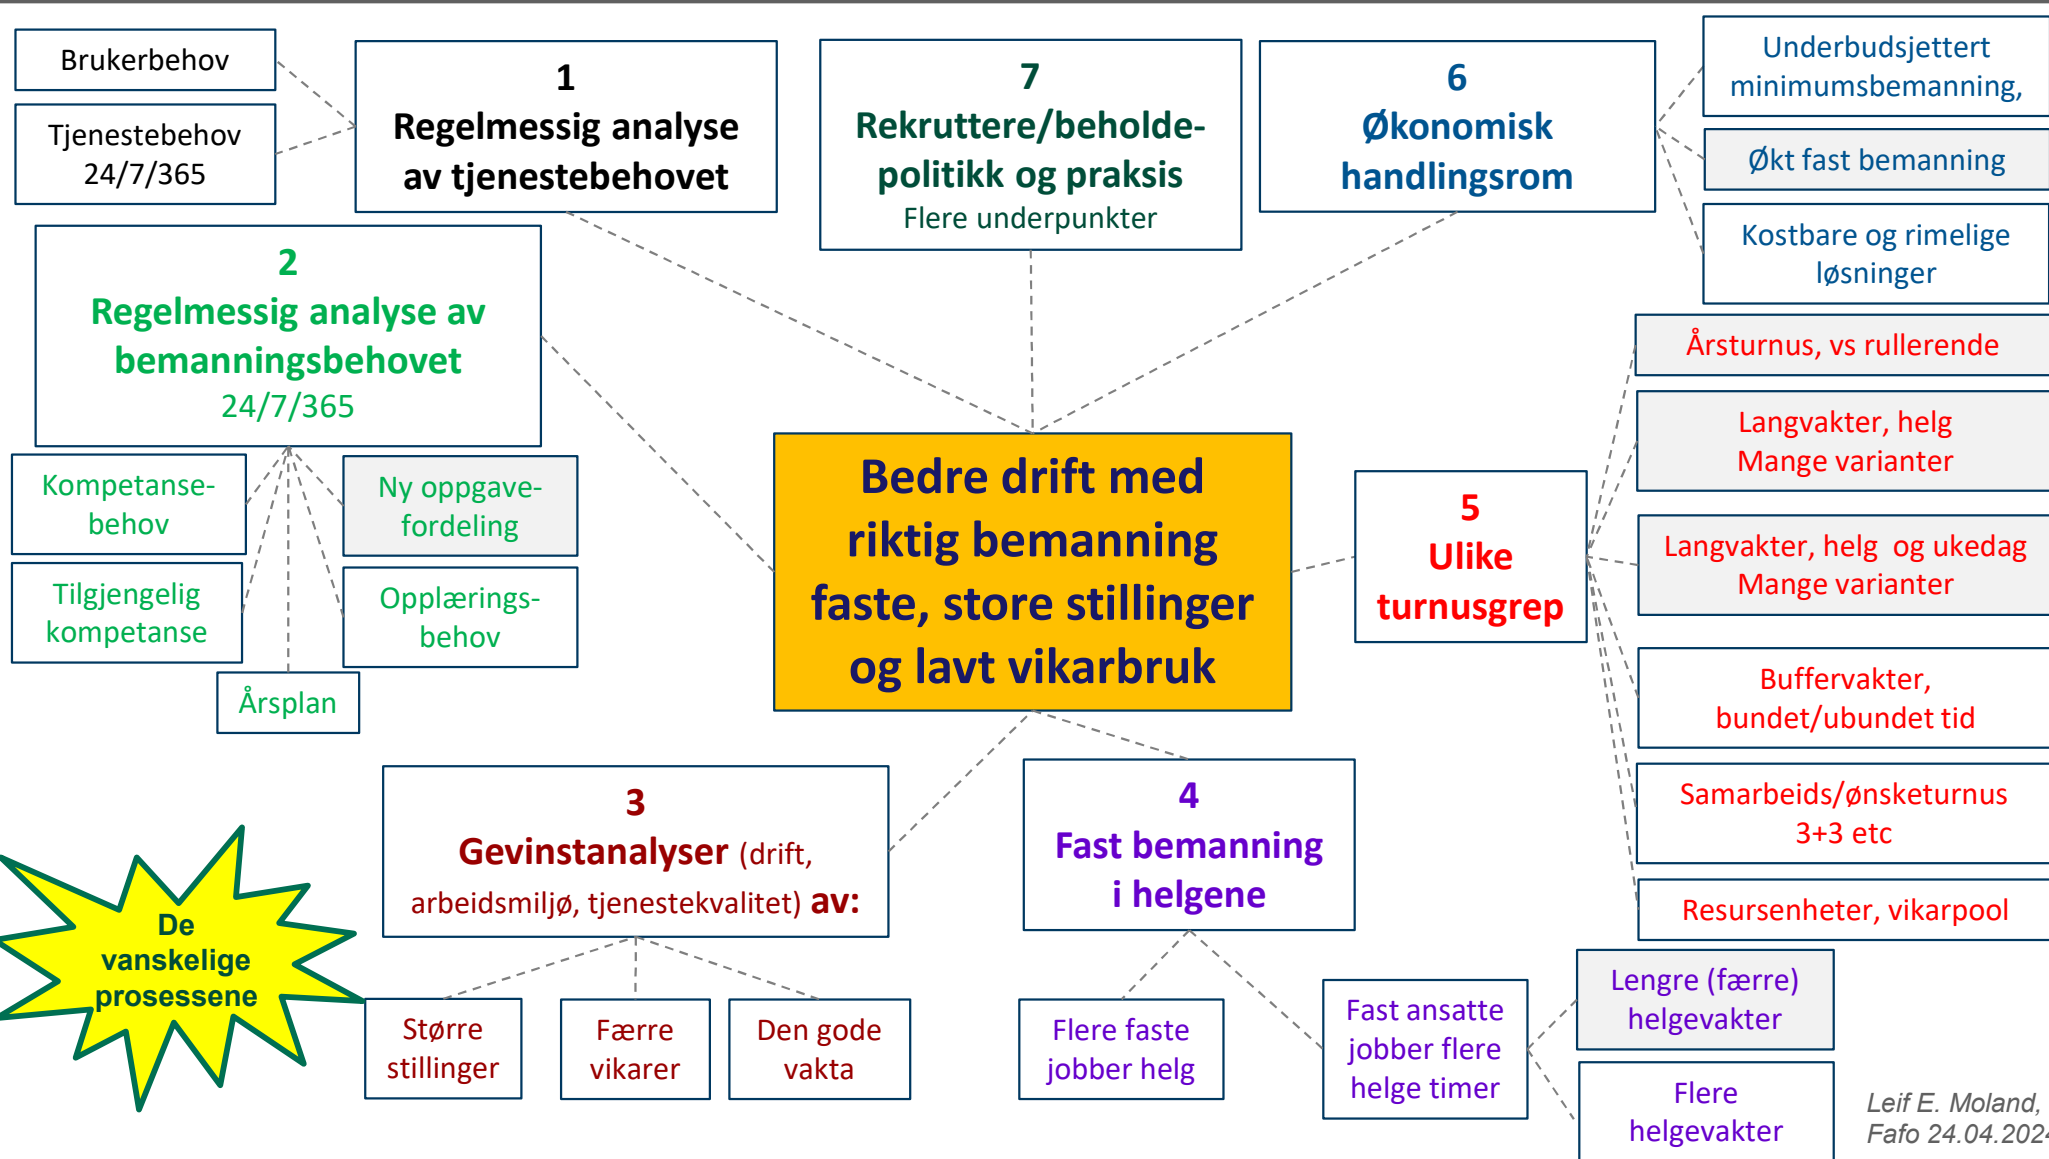 Brukerbehov
Tjenestebehov
24/7/365
1
Regelmessig analyse
av tjenestebehovet
7
Rekruttere/beholde-
politikk og praksis
Flere underpunkter
6
Økonomisk
handlingsrom
Underbudsjettert
minimumsbemanning,
Økt fast bemanning
Kostbare og rimelige
løsninger
2
Regelmessig analyse av
bemanningsbehovet
24/7/365
Kompetanse-
behov
Ny oppgave-
fordeling
Tilgjengelig
kompetanse
Opplærings-
behov
Årsplan
Bedre drift med
riktig bemanning
faste, store stillinger
og lavt vikarbruk
5
Ulike
turnusgrep
Årsturnus, vs rullerende
Langvakter, helg
Mange varianter
Langvakter, helg og ukedag
Mange varianter
Buffervakter,
bundet/ubundet tid
Samarbeids/ønsketurnus
3+3 etc
Resursenheter, vikarpool
De
vanskelige
prosessene
3
Gevinstanalyser (drift,
arbeidsmiljø, tjenestekvalitet) av:
Større
stillinger
Færre
vikarer
Den gode
vakta
4
Fast bemanning
i helgene
Flere faste
jobber helg
Fast ansatte
jobber flere
helge timer
Lengre (færre)
helgevakter
Flere
helgevakter
Leif E. Moland,
Fafo 24.04.2024